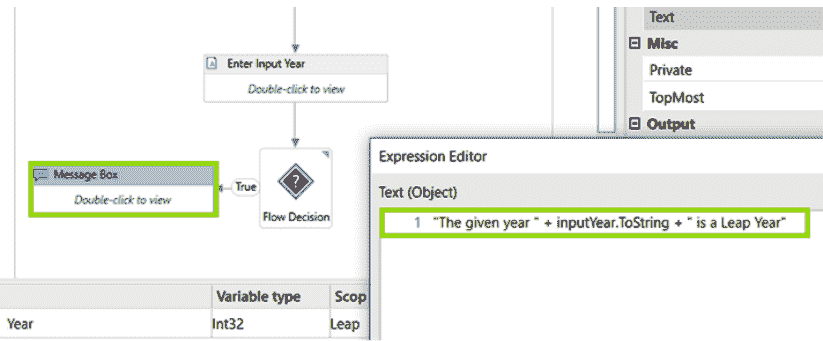 Text
Misc
Enter Input Year
Private
Double-click to view
TopMost
Output
Expression Editor
Message Box
True
Text (Object)
Double-click to view
Flow Decision
1 "The given year " + inputYear.ToString + " is a Leap Year"
Variable type Scop
Year Int32 Leap